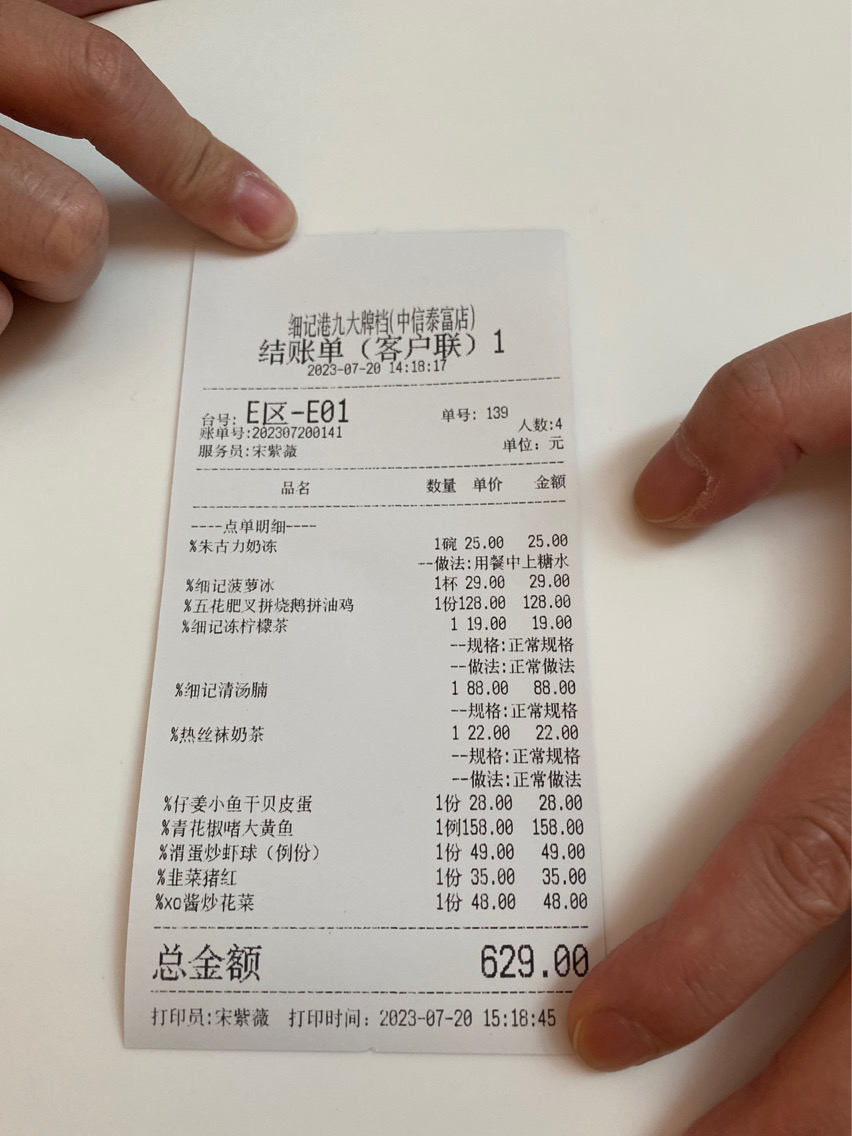 细记港九大牌档(中信泰富店)
结账单（客户联）1
2023-07-20 14:18:17
台号: E区-E01 单号: 139
账单号:202307200141 人数:4
服务员:宋紫薇 单位: 元
品名 数量 单价 金额
----点单明细----
%朱古力奶冻 1碗 25.00 25.00
--做法:用餐中上糖水
%细记菠萝冰 1杯 29.00 29.00
%五花肥叉拼烧鹅拼油鸡 1份128.00 128.00
%细记冻柠檬茶 1 19.00 19.00
--规格:正常规格
--做法:正常做法
%细记清汤腩 1 88.00 88.00
--规格:正常规格
%热丝袜奶茶 1 22.00 22.00
--规格:正常规格
--做法:正常做法
%仔姜小鱼干贝皮蛋 1份 28.00 28.00
%青花椒啫大黄鱼 1例158.00 158.00
%滑蛋炒虾球（例份） 1份 49.00 49.00
%韭菜猪红 1份 35.00 35.00
%xo酱炒花菜 1份 48.00 48.00
总金额 629.00
打印员:宋紫薇 打印时间: 2023-07-20 15:18:45